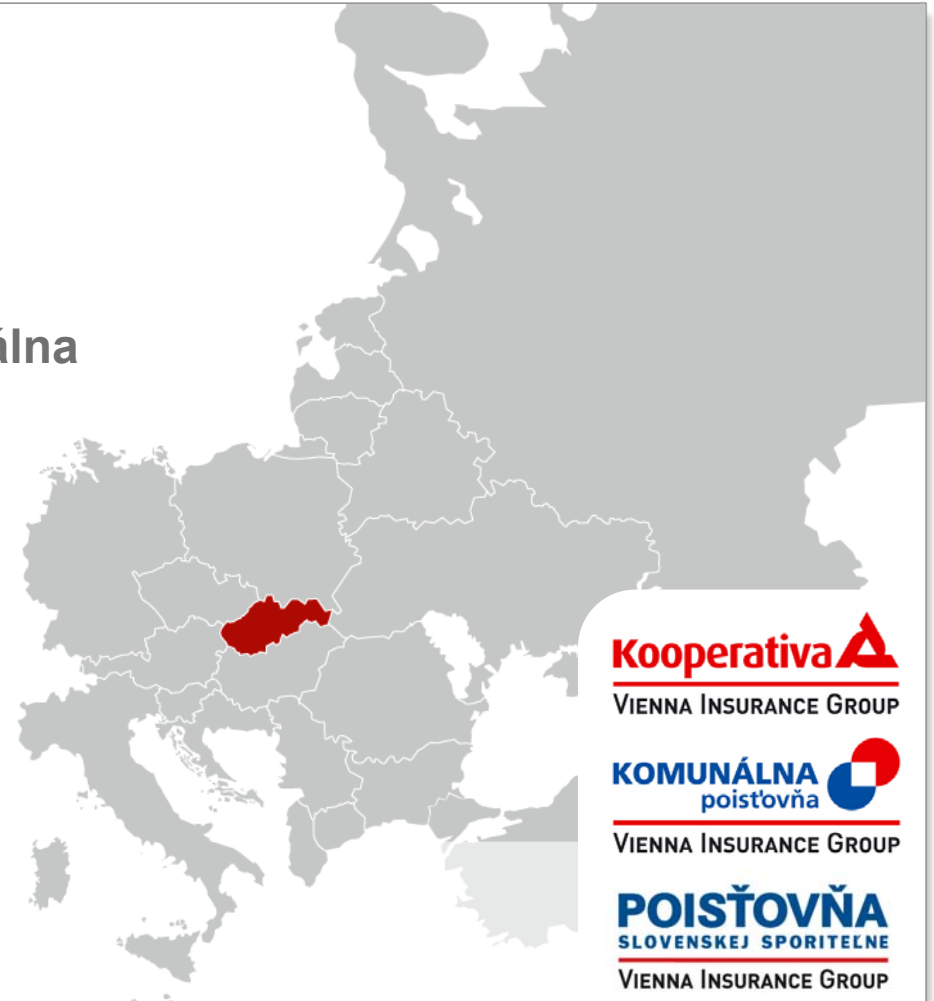 álna
Kooperativa
VIENNA INSURANCE GROUP
KOMUNÁLNA
poisťovňa
VIENNA INSURANCE GROUP
POISŤOVŇA
SLOVENSKEJ SPORITEĽNE
VIENNA INSURANCE GROUP